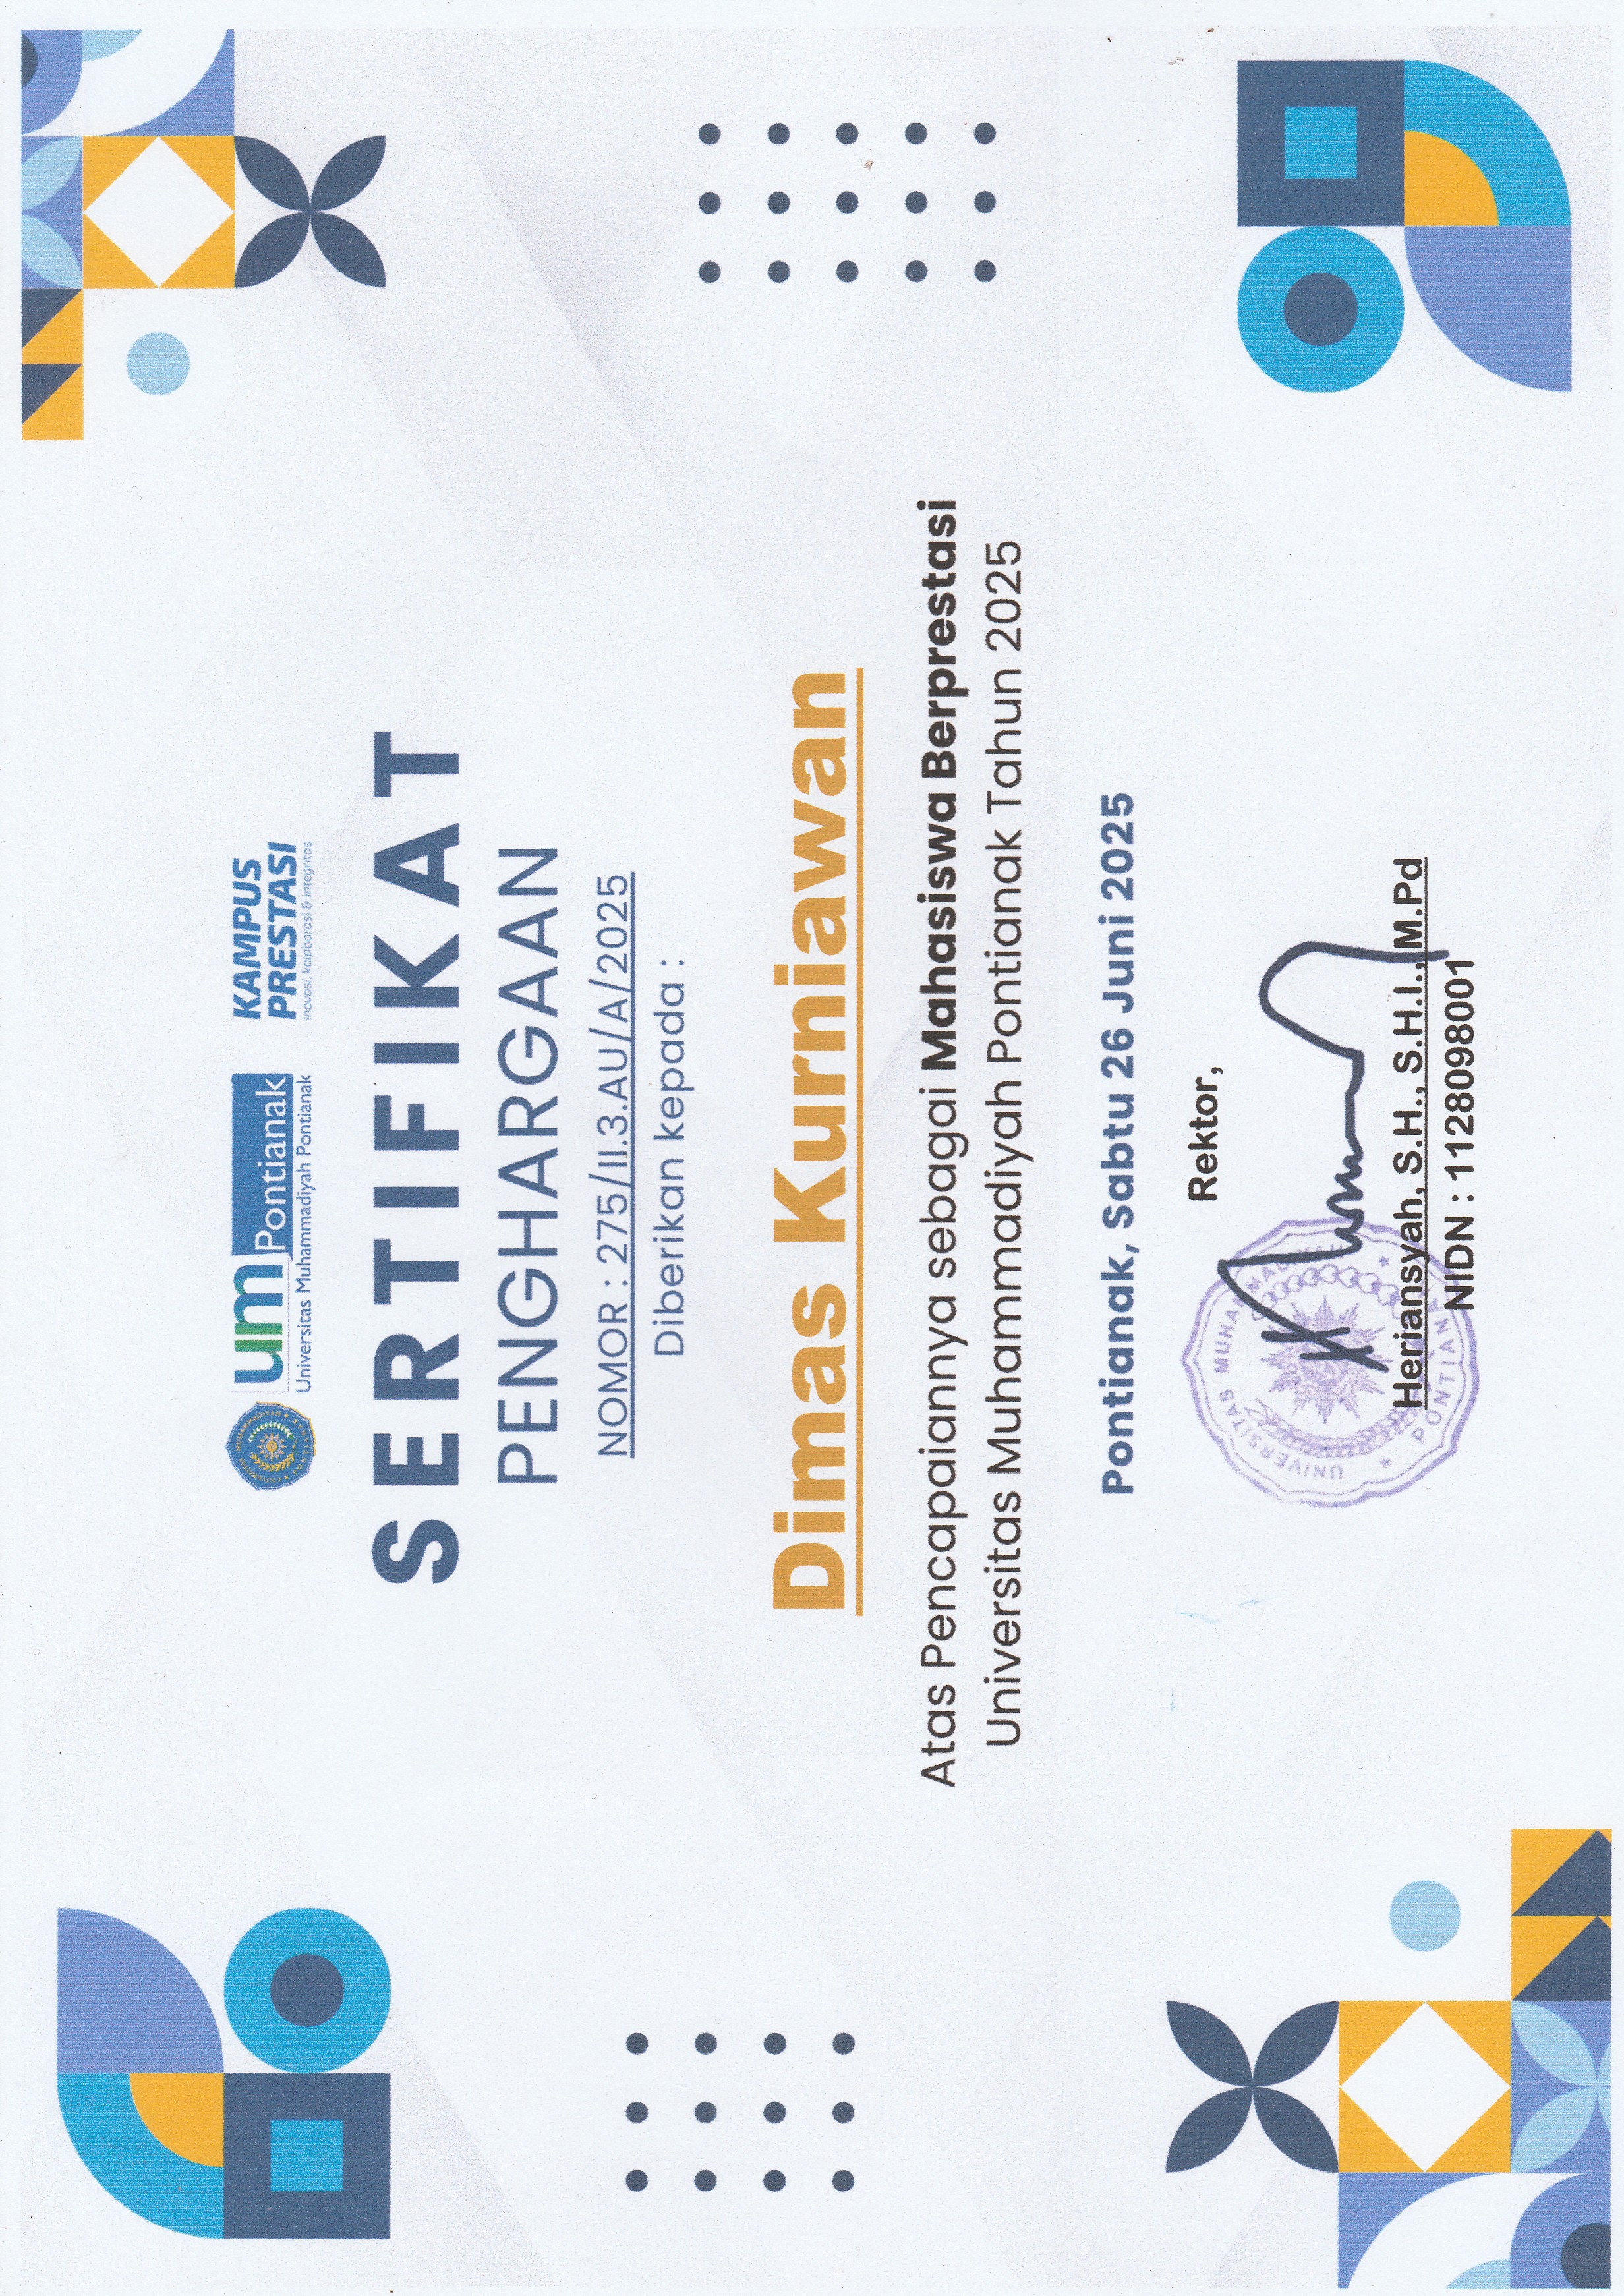 um Pontianak
Universitas Muhammadiyah Pontianak
KAMPUS
PRESTASI
inovasi, kolaborasi & integritas
SERTIFIKAT
PENGHARGAAN
NOMOR : 275/II.3.AU/A/2025
Diberikan kepada :
Dimas Kurniawan
Atas Pencapaiannya sebagai Mahasiswa Berprestasi
Universitas Muhammadiyah Pontianak Tahun 2025
Pontianak, Sabtu 26 Juni 2025
Rektor,
UNIVERSITAS MUHAMMADIYAH
PONTIANAK
Heriansyah, S.H., S.H.I., M.Pd
NIDN : 1128098001